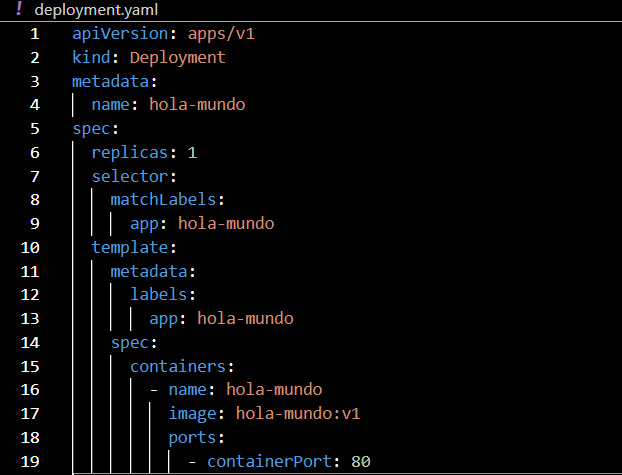 ! deployment.yaml
1 apiVersion: apps/v1
2 kind: Deployment
3 metadata:
4   name: hola-mundo
5 spec:
6   replicas: 1
7   selector:
8     matchLabels:
9       app: hola-mundo
10   template:
11     metadata:
12       labels:
13         app: hola-mundo
14     spec:
15       containers:
16         - name: hola-mundo
17           image: hola-mundo:v1
18           ports:
19             - containerPort: 80